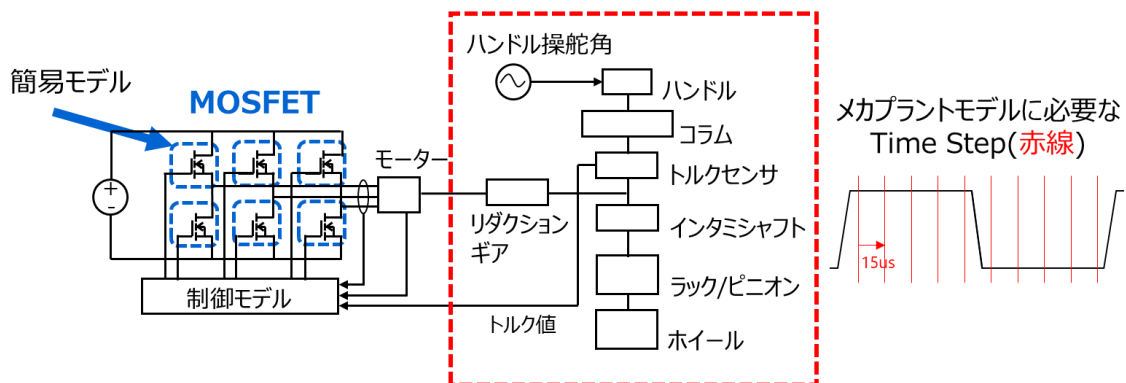 簡易モデル
MOSFET
+
-
制御モデル
モーター
リダクション
ギア
トルク値
ハンドル操舵角
ハンドル
コラム
トルクセンサ
インタミシャフト
ラック/ピニオン
ホイール
メカプラントモデルに必要な
Time Step(赤線)
15us